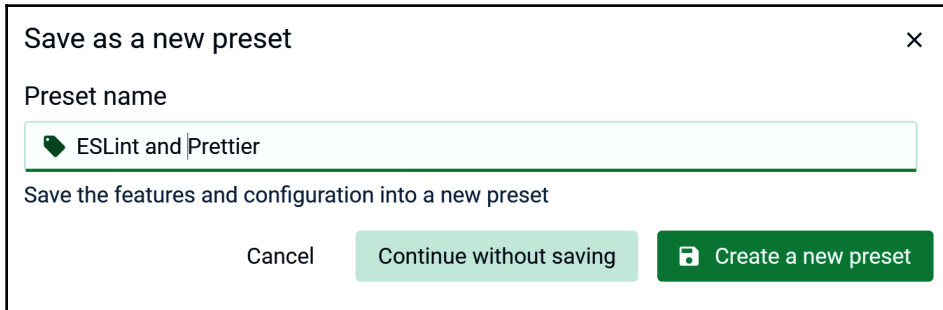 Save as a new preset
Preset name
ESLint and Prettier
Save the features and configuration into a new preset
Cancel Continue without saving Create a new preset